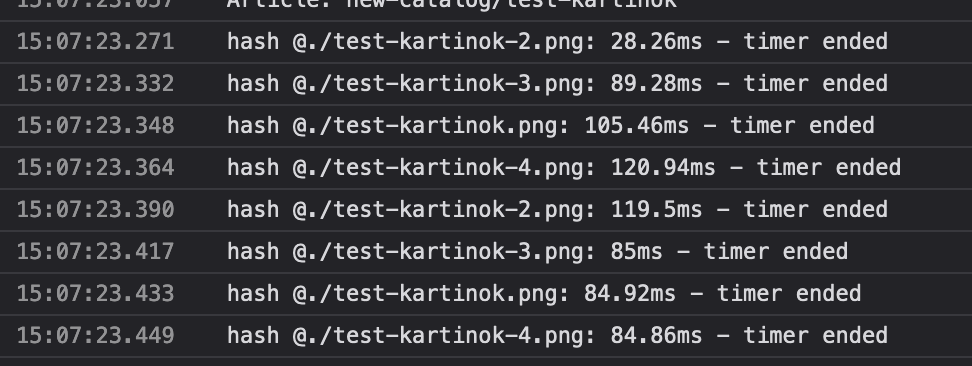 15:07:23.057 Article: new-catalog/test-kartinok
15:07:23.271 hash @./test-kartinok-2.png: 28.26ms – timer ended
15:07:23.332 hash @./test-kartinok-3.png: 89.28ms – timer ended
15:07:23.348 hash @./test-kartinok.png: 105.46ms – timer ended
15:07:23.364 hash @./test-kartinok-4.png: 120.94ms – timer ended
15:07:23.390 hash @./test-kartinok-2.png: 119.5ms – timer ended
15:07:23.417 hash @./test-kartinok-3.png: 85ms – timer ended
15:07:23.433 hash @./test-kartinok.png: 84.92ms – timer ended
15:07:23.449 hash @./test-kartinok-4.png: 84.86ms – timer ended